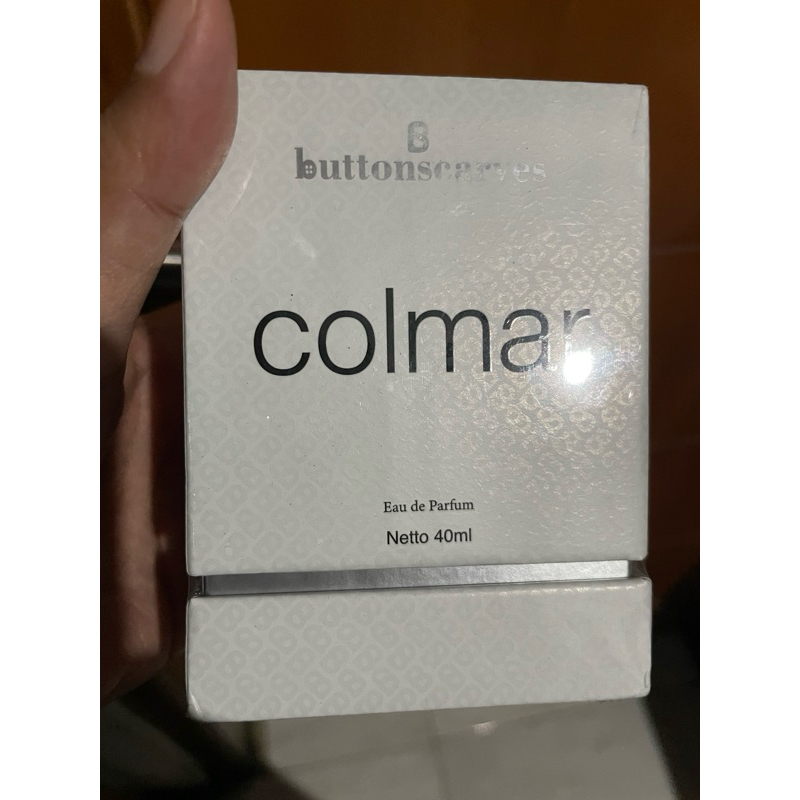 B
buttonscarves
colmar
Eau de Parfum
Netto 40ml